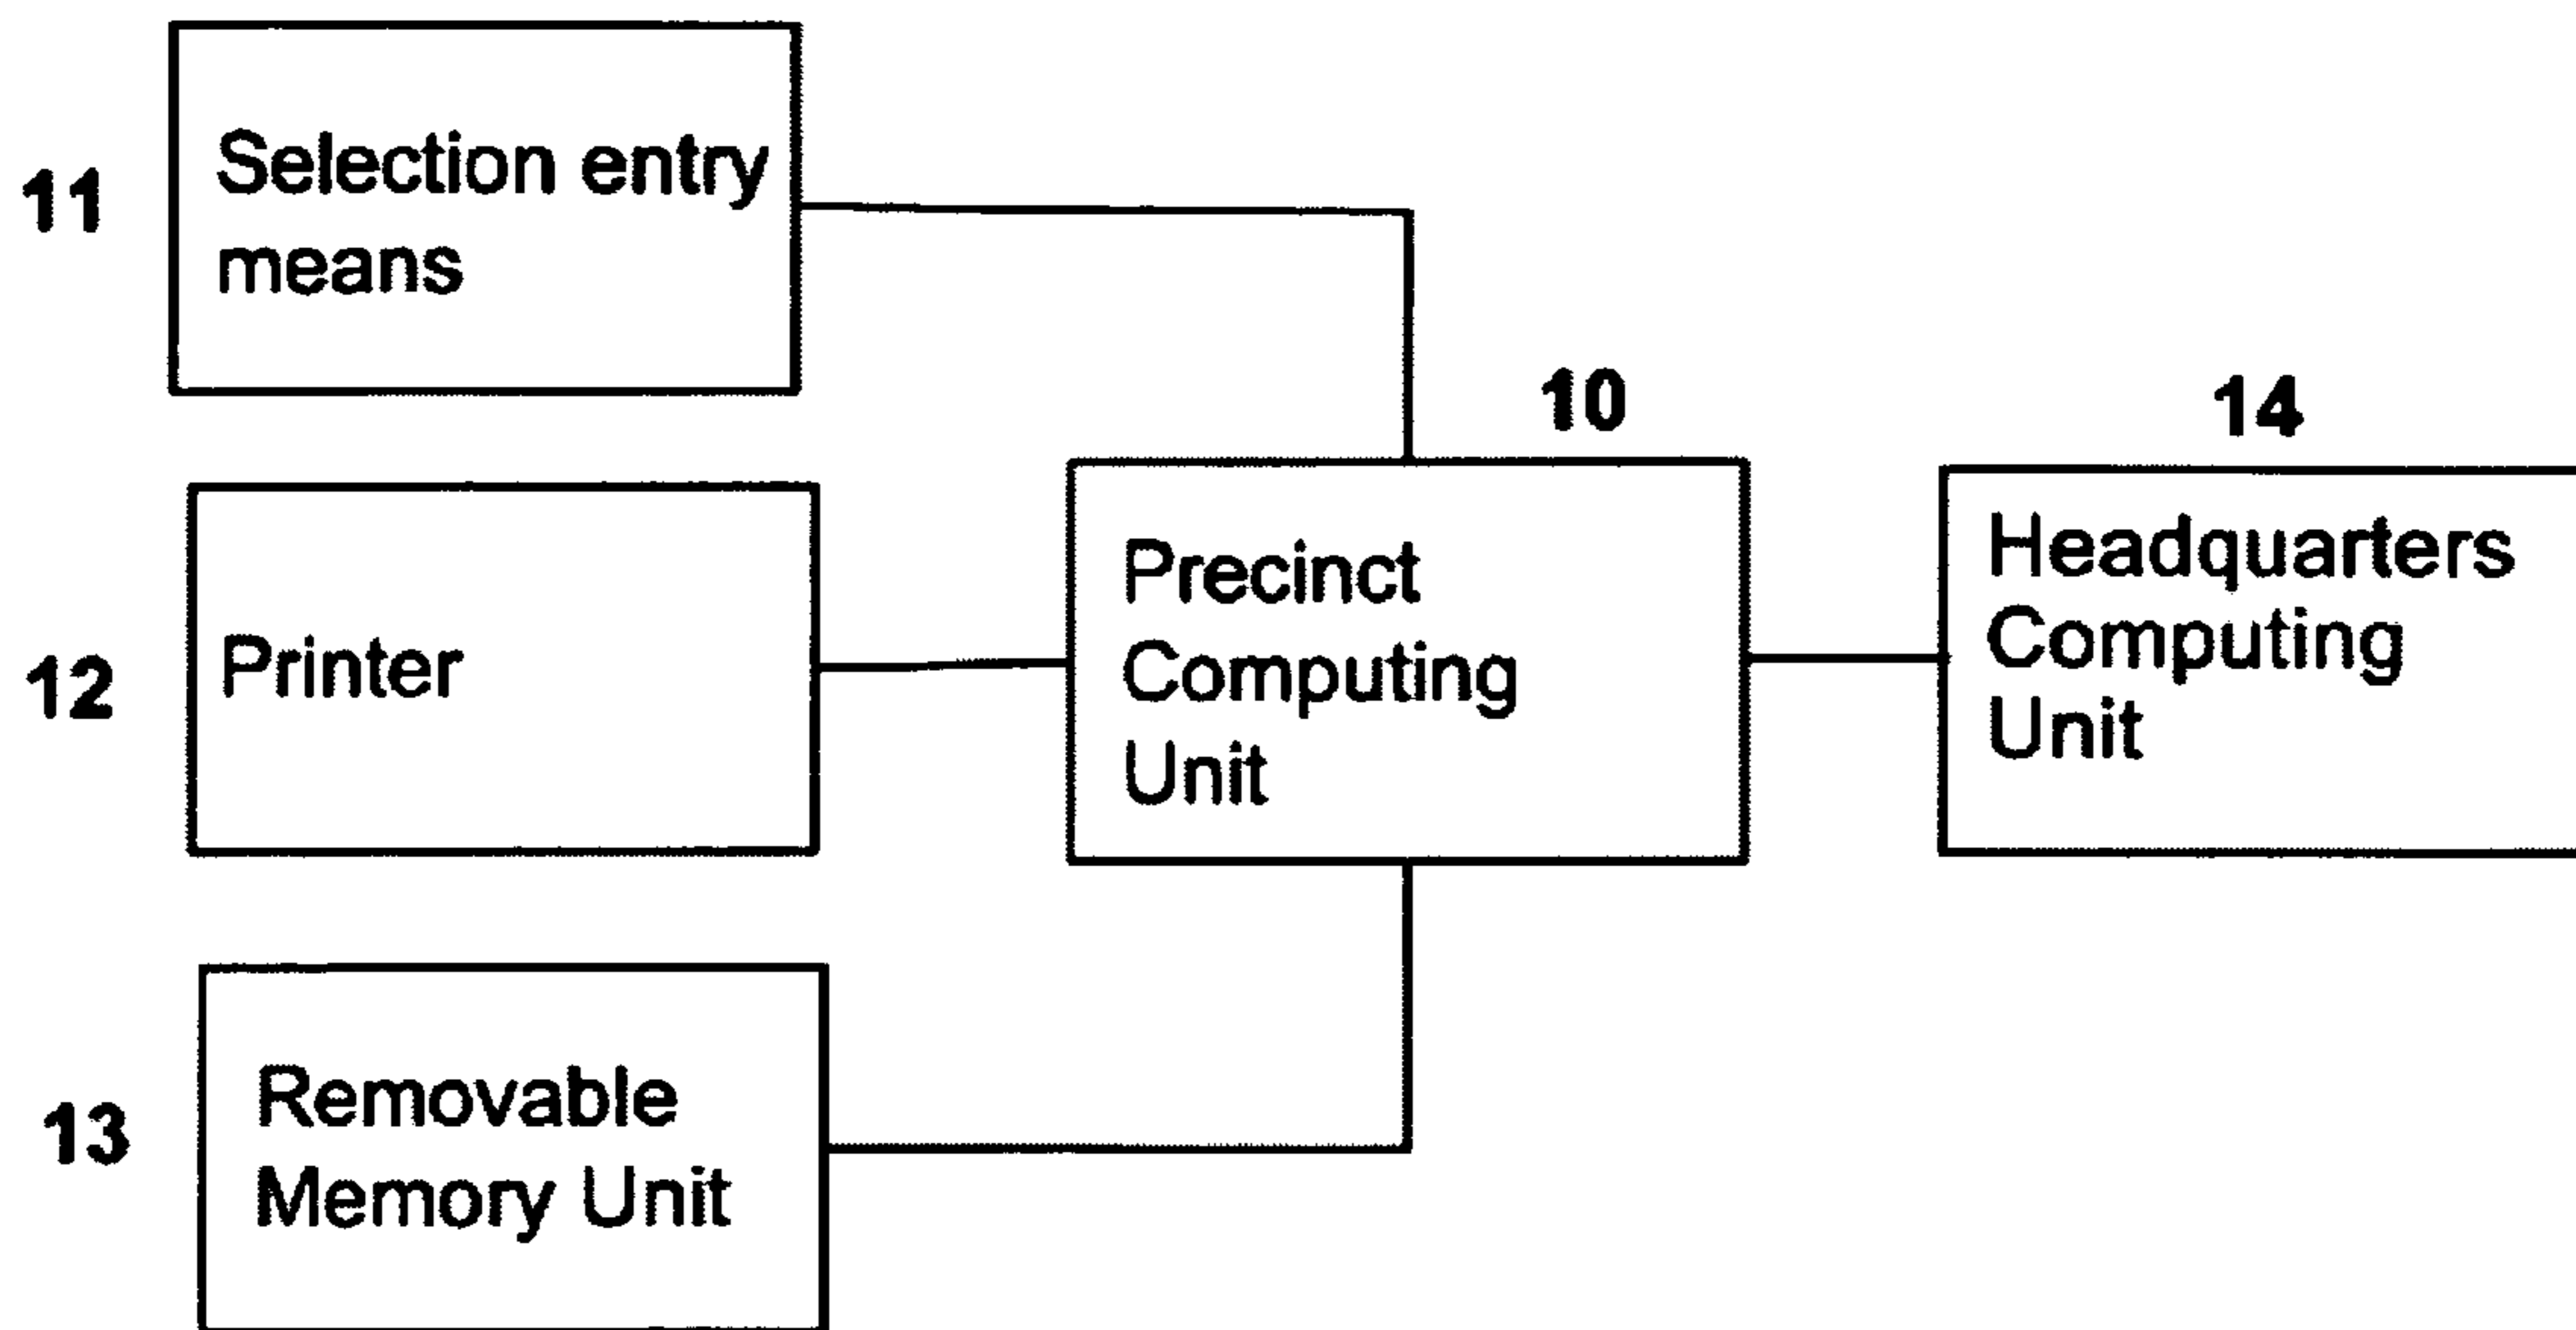 11
Selection entry
means
10
14
12
Printer
Precinct
Computing
Unit
Headquarters
Computing
Unit
13
Removable
Memory Unit